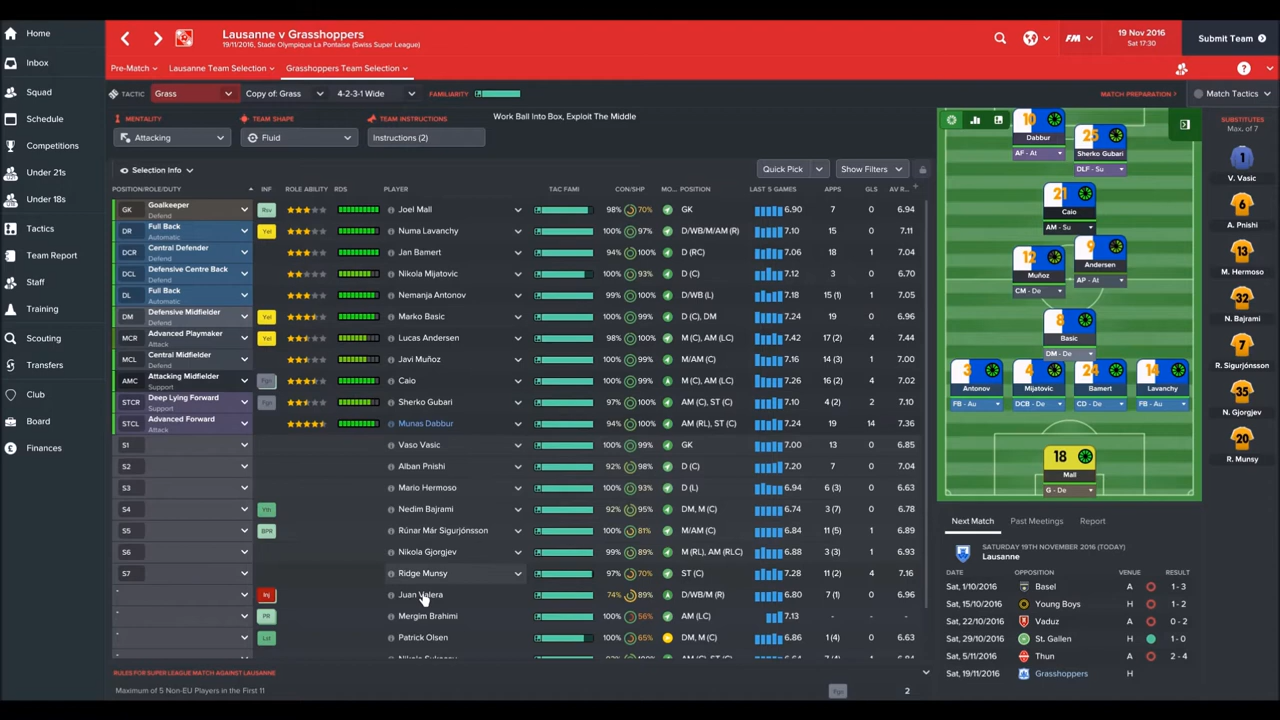 Home
Inbox
Squad
Schedule
Competitions
Under 21s
Under 18s
Tactics
Team Report
Staff
Training
Scouting
Transfers
Club
Board
Finances
Lausanne v Grasshoppers
19/11/2016, Stade Olympique La Pontaise (Swiss Super League)
FM
19 Nov 2016
Sat 17:30
Submit Team
Pre-Match
Lausanne Team Selection
Grasshoppers Team Selection
?
TACTIC
Grass
Copy of: Grass
4-2-3-1 Wide
FAMILIARITY
MATCH PREPARATION >
Match Tactics
MENTALITY
TEAM SHAPE
TEAM INSTRUCTIONS
Work Ball Into Box, Exploit The Middle
Attacking
Fluid
Instructions (2)
Selection Info
Quick Pick
Show Filters
POSITION/ROLE/DUTY INF ROLE ABILITY RDS PLAYER TAC FAMI CON/SHP MO... POSITION LAST 5 GAMES APPS GLS AV R...
GK Goalkeeper Defend Rsv Joel Mall 98% 70% GK 6.90 7 0 6.94
DR Full Back Automatic Yel Numa Lavanchy 100% 97% D/WB/M/AM (R) 7.10 15 0 7.11
DCR Central Defender Defend Jan Bamert 94% 100% D (RC) 7.06 18 1 7.04
DCL Defensive Centre Back Defend Nikola Mijatovic 100% 93% D (C) 7.12 3 0 6.70
DL Full Back Automatic Nemanja Antonov 99% 100% D/WB (L) 7.18 15 (1) 1 7.05
DM Defensive Midfielder Defend Yel Marko Basic 100% 99% D (C), DM 7.24 19 0 6.96
MCR Advanced Playmaker Attack Yel Lucas Andersen 98% 100% M (C), AM (LC) 7.42 17 (2) 4 7.44
MCL Central Midfielder Defend Javi Muñoz 100% 99% M/AM (C) 7.16 14 (3) 1 7.00
AMC Attacking Midfielder Support Fgn Caio 100% 99% M (C), AM (LC) 7.26 16 (2) 4 7.02
STCR Deep Lying Forward Support Fgn Sherko Gubari 97% 100% AM (C), ST (C) 7.10 4 (2) 2 7.10
STCL Advanced Forward Attack Munas Dabbur 94% 100% AM (RL), ST (C) 7.24 19 14 7.36
S1 Vaso Vasic 100% 99% GK 7.00 13 0 6.85
S2 Alban Pnishi 92% 98% D (C) 7.20 7 0 7.04
S3 Mario Hermoso 100% 93% D (L) 6.94 6 (3) 0 6.63
S4 Yth Nedim Bajrami 92% 95% DM, M (C) 6.74 3 (7) 0 6.78
S5 BPR Rúnar Már Sigurjónsson 100% 81% M/AM (C) 6.84 11 (5) 1 6.89
S6 Nikola Gjorgjev 99% 89% M (RL), AM (RLC) 6.88 3 (3) 0 6.93
S7 Ridge Munsy 97% 70% ST (C) 7.28 11 (2) 4 7.16
- Inj Juan Valera 74% 89% D/WB/M (R) 6.80 7 (1) 0 6.96
- PR Mergim Brahimi 100% 56% AM (LC) 7.13 - - -
- Lst Patrick Olsen 100% 65% DM, M (C) 6.86 1 (4) 0 6.63
RULES FOR SUPER LEAGUE MATCH AGAINST LAUSANNE
Maximum of 5 Non-EU Players in the First 11
Fgn
2
10
Dabbur
AF - At
25
Sherko Gubari
DLF - Su
21
Caio
AM - Su
12
Muñoz
CM - De
9
Andersen
AP - At
8
Basic
DM - De
3
Antonov
FB - Au
4
Mijatovic
DCB - De
24
Bamert
CD - De
14
Lavanchy
FB - Au
18
Mall
G - De
SUBSTITUTES
Max. of 7
1
V. Vasic
6
A. Pnishi
13
M. Hermoso
32
N. Bajrami
7
R. Sigurjónsson
35
N. Gjorgjev
20
R. Munsy
Next Match
Past Meetings
Report
SATURDAY 19TH NOVEMBER 2016 (TODAY)
Lausanne
DATE OPPOSITION VENUE RESULT
Sat, 1/10/2016 Basel A 1 - 3
Sat, 15/10/2016 Young Boys H 1 - 2
Sat, 22/10/2016 Vaduz A 0 - 2
Sat, 29/10/2016 St. Gallen H 1 - 0
Sat, 5/11/2016 Thun A 2 - 4
Sat, 19/11/2016 Grasshoppers H